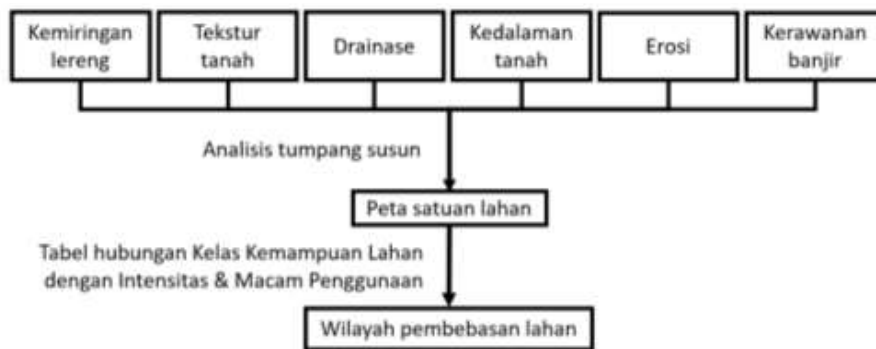 Kemiringan
lereng
Tekstur
tanah
Drainase
Kedalaman
tanah
Erosi
Kerawanan
banjir
Analisis tumpang susun
Peta satuan lahan
Tabel hubungan Kelas Kemampuan Lahan
dengan Intensitas & Macam Penggunaan
Wilayah pembebasan lahan